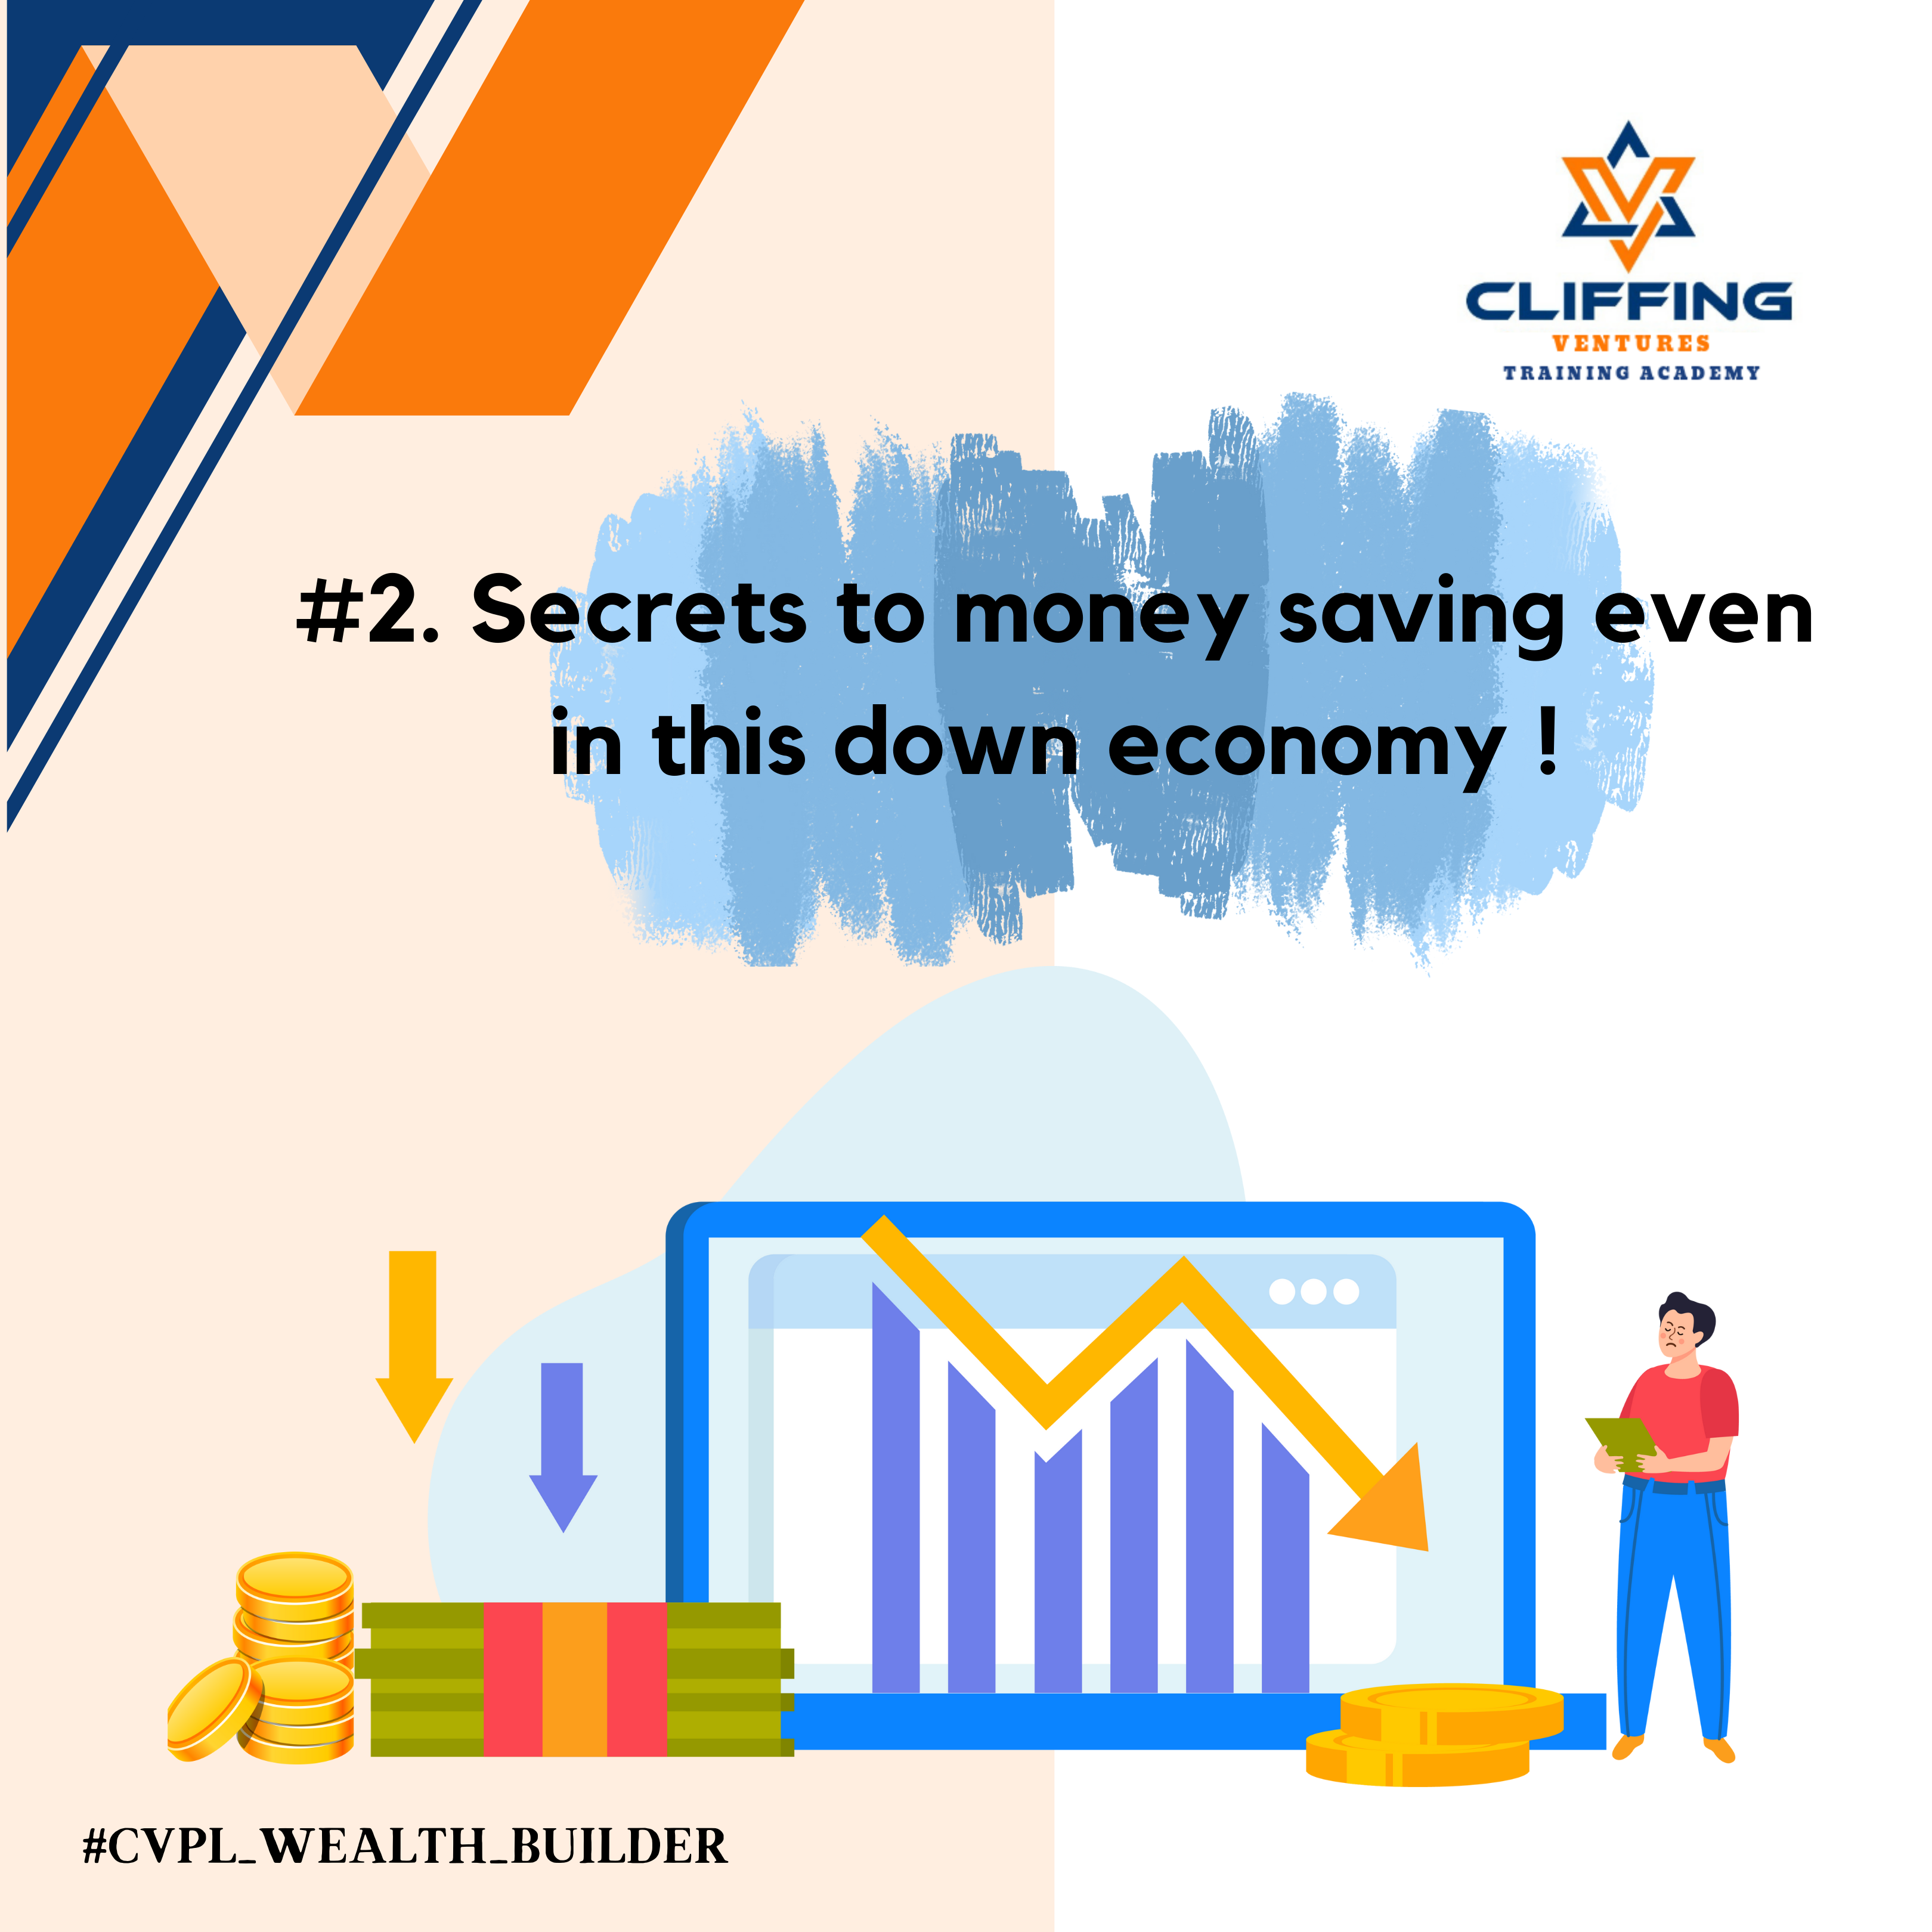 CLIFFING
VENTURES
TRAINING ACADEMY
#2. Secrets to money saving even
in this down economy !
#CVPL_WEALTH_BUILDER